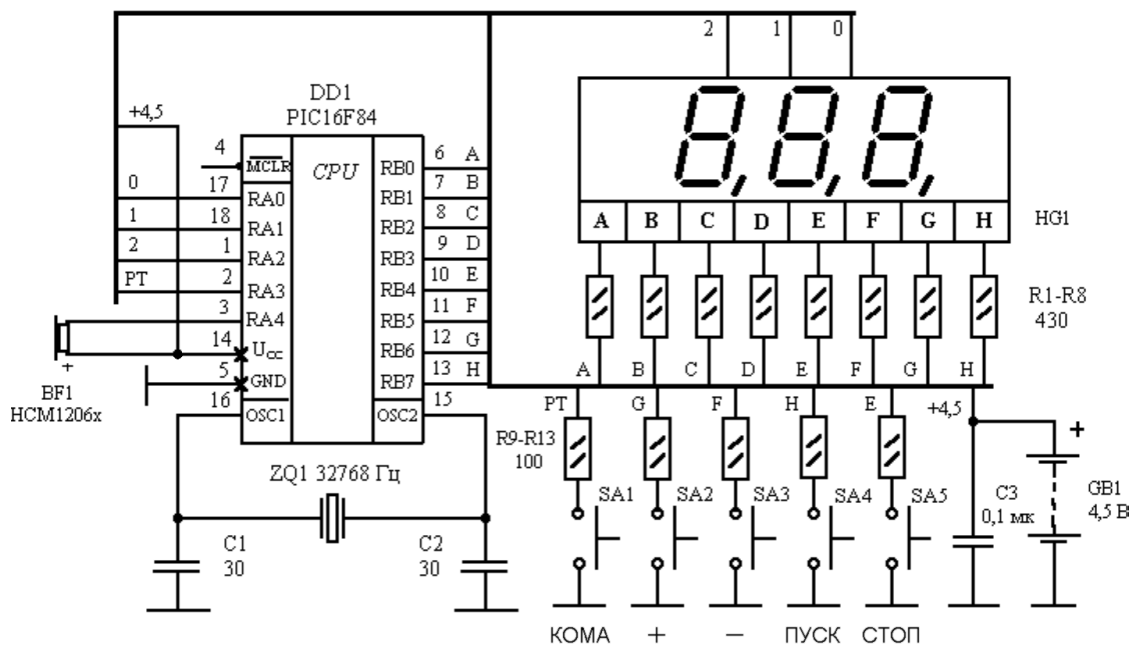 2 1 0
DD1
PIC16F84
+4,5
4 MCLR CPU RB0 6 A
0 17 RA0 RB1 7 B
1 18 RA1 RB2 8 C
2 1 RA2 RB3 9 D
PT 2 RA3 RB4 10 E
3 RA4 RB5 11 F
14 UCC RB6 12 G
5 GND RB7 13 H
16 OSC1 OSC2 15
+
BF1
HCM1206x
A B C D E F G H
HG1
R1-R8
430
A B C D E F G H
PT G F H E +4,5
R9-R13
100
ZQ1 32768 Гц
SA1 SA2 SA3 SA4 SA5
C1
30
C2
30
C3
0,1 мк
+
GB1
4,5 В
КОМА + − ПУСК СТОП